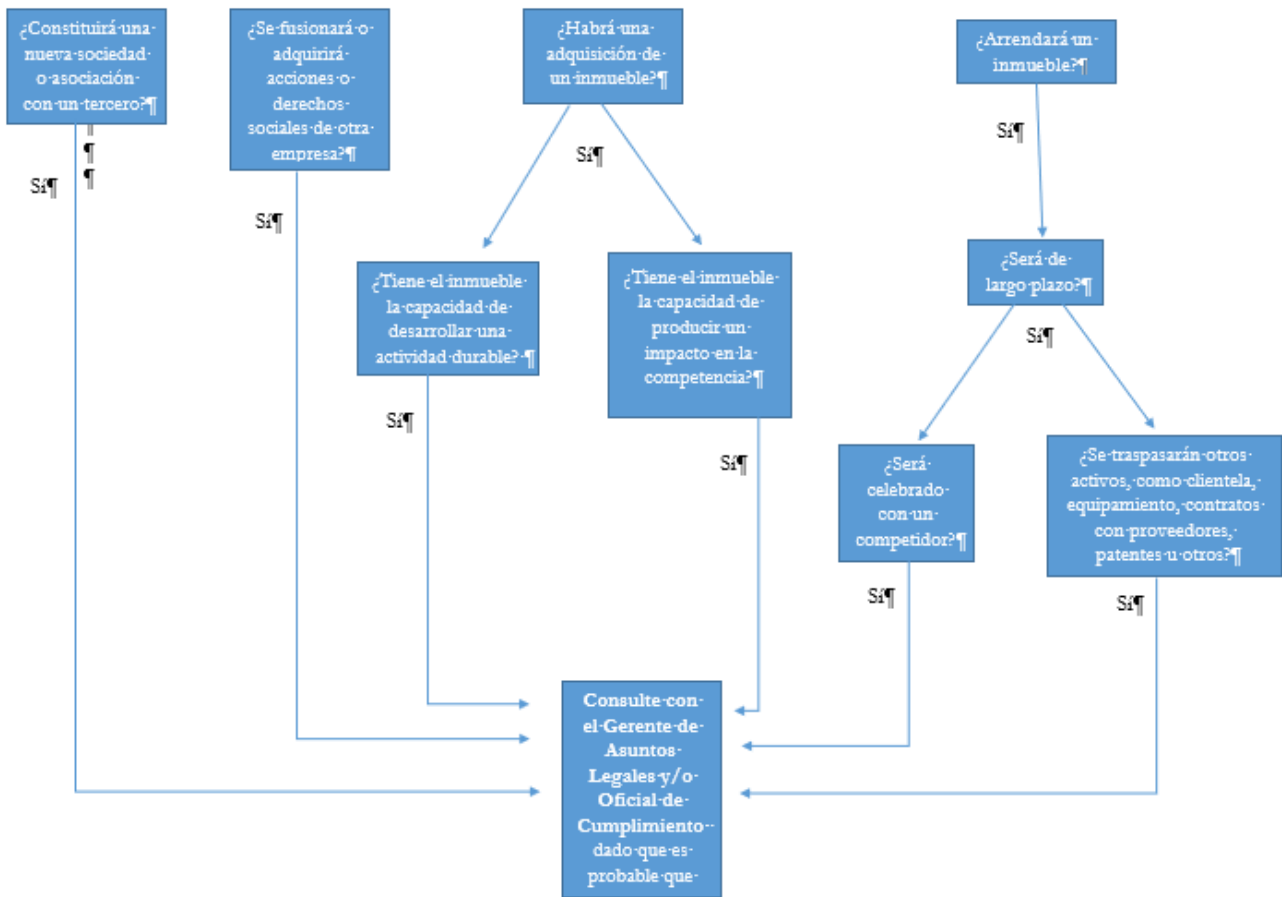 ¿Constituirá·una·
nueva·sociedad·
o·asociación·
con·un·tercero?¶
¶
¶
¶
Sí¶
¿Se·fusionará·o·
adquirirá·
acciones·o·
derechos·
sociales·de·otra·
empresa?¶
Sí¶
¿Habrá·una·
adquisición·de·
un·inmueble?¶
Sí¶
¿Tiene·el·inmueble·
la·capacidad·de·
desarrollar·una·
actividad·durable?·¶
Sí¶
¿Tiene·el·inmueble·
la·capacidad·de·
producir·un·
impacto·en·la·
competencia?¶
Sí¶
¿Arrendará·un·
inmueble?¶
Sí¶
¿Será·de·
largo·plazo?¶
Sí¶
¿Será·
celebrado·
con·un·
competidor?¶
Sí¶
¿Se·traspasarán·otros·
activos,·como·clientela,·
equipamiento,·contratos·
con·proveedores,·
patentes·u·otros?¶
Sí¶
Consulte·con·
el·Gerente·de·
Asuntos·
Legales·y/o·
Oficial·de·
Cumplimiento··
dado·que·es·
probable·que·